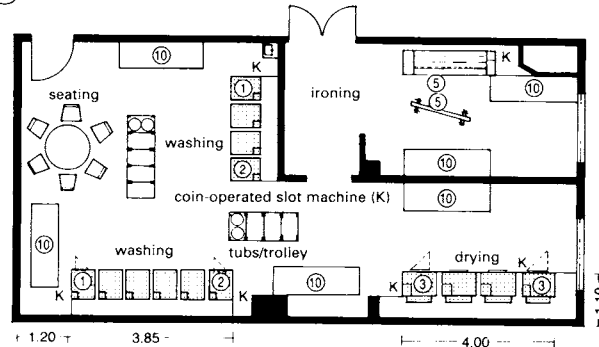 10
K
K
10
1
5
5
seating
ironing
washing
2
10
coin-operated slot machine (K)
10
10
tubs/trolley
washing
drying
K
1
2
K
K
10
K
3
3
1.20
3.85
4.00